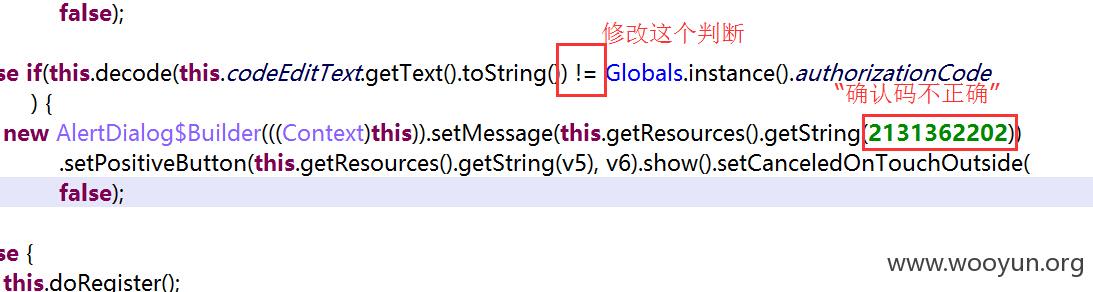 false);
修改这个判断
se if(this.decode(this.codeEditText.getText().toString()) != Globals.instance().authorizationCode
“确认码不正确”
) {
new AlertDialog$Builder(((Context)this)).setMessage(this.getResources().getString(2131362202))
.setPositiveButton(this.getResources().getString(v5), v6).show().setCanceledOnTouchOutside(
false);
se {
www.wooyun.org
this.doRegister();